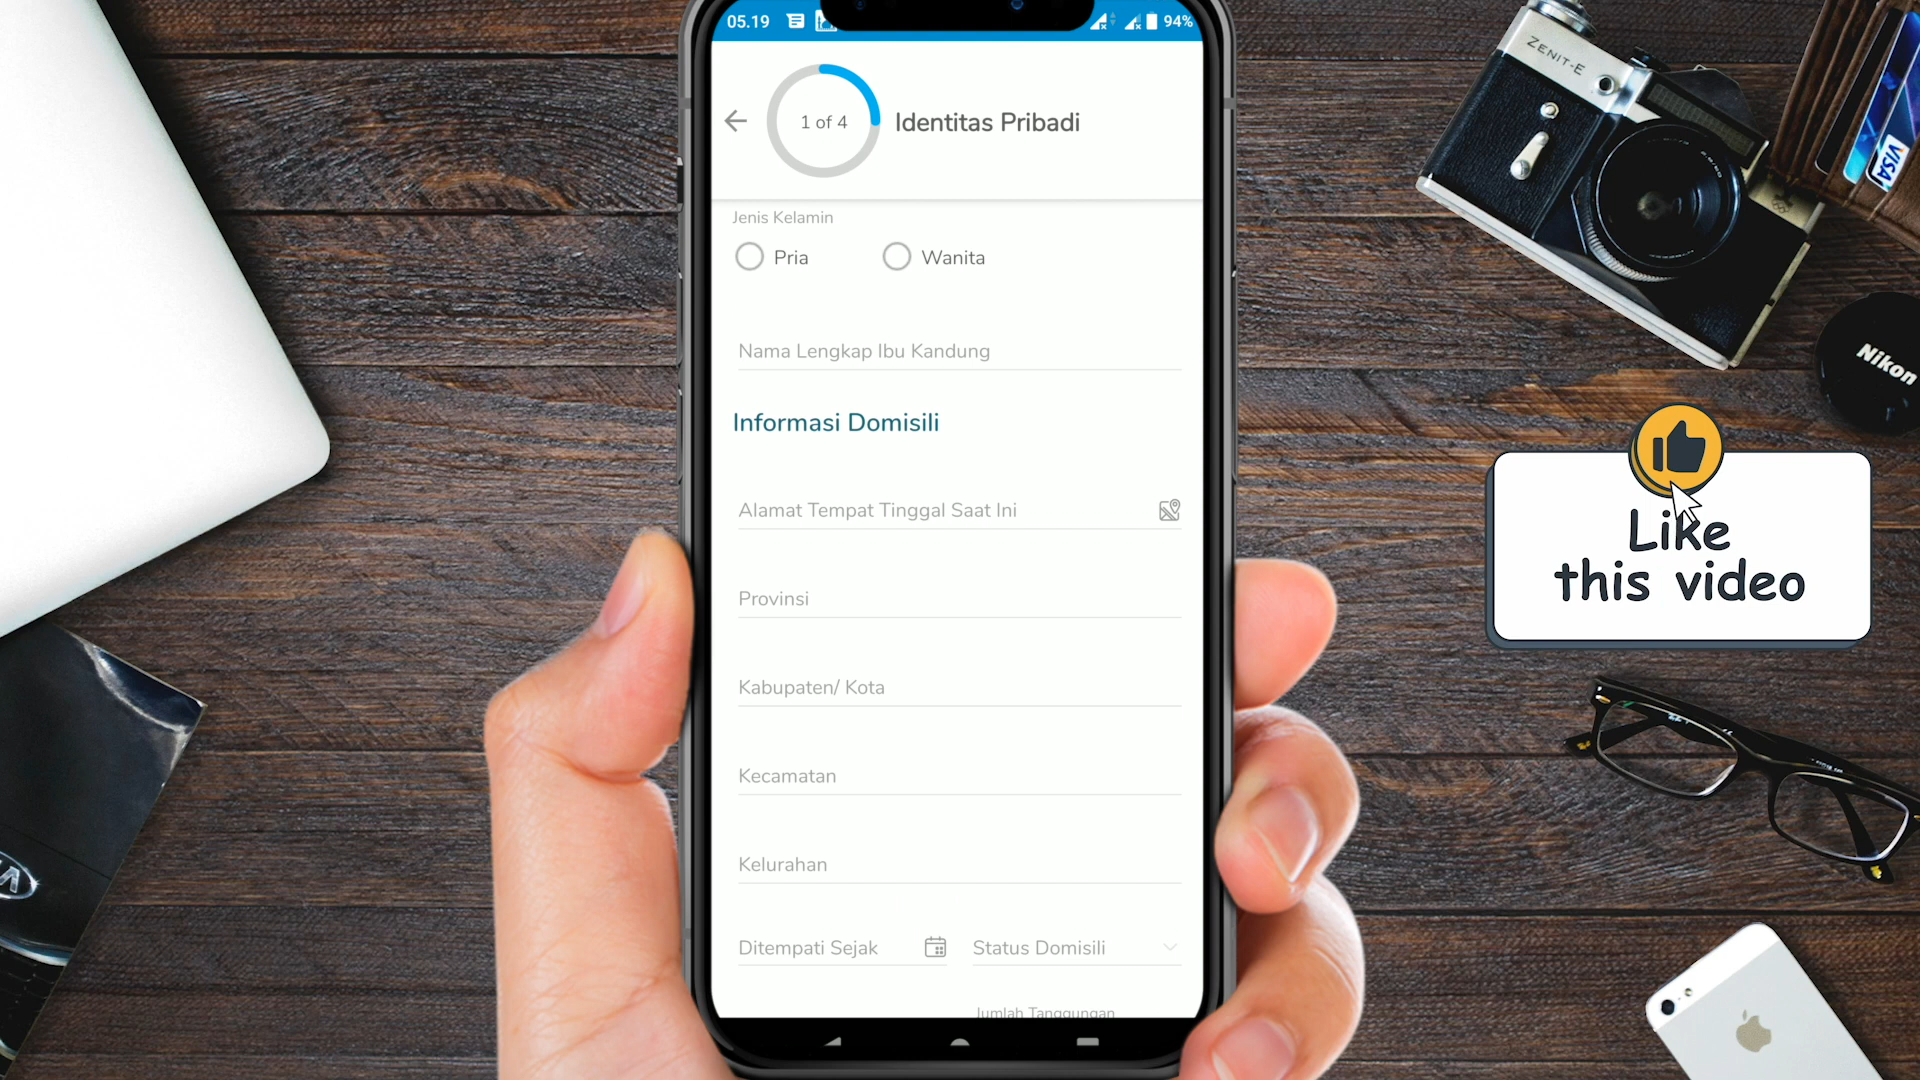 05.19
94%
1 of 4
Identitas Pribadi
Jenis Kelamin
Pria
Wanita
Nama Lengkap Ibu Kandung
Informasi Domisili
Alamat Tempat Tinggal Saat Ini
Provinsi
Kabupaten/ Kota
Kecamatan
Kelurahan
Ditempati Sejak
Status Domisili
Jumlah Tanggungan
ZENIT-E
VISA
Nikon
Like
this video